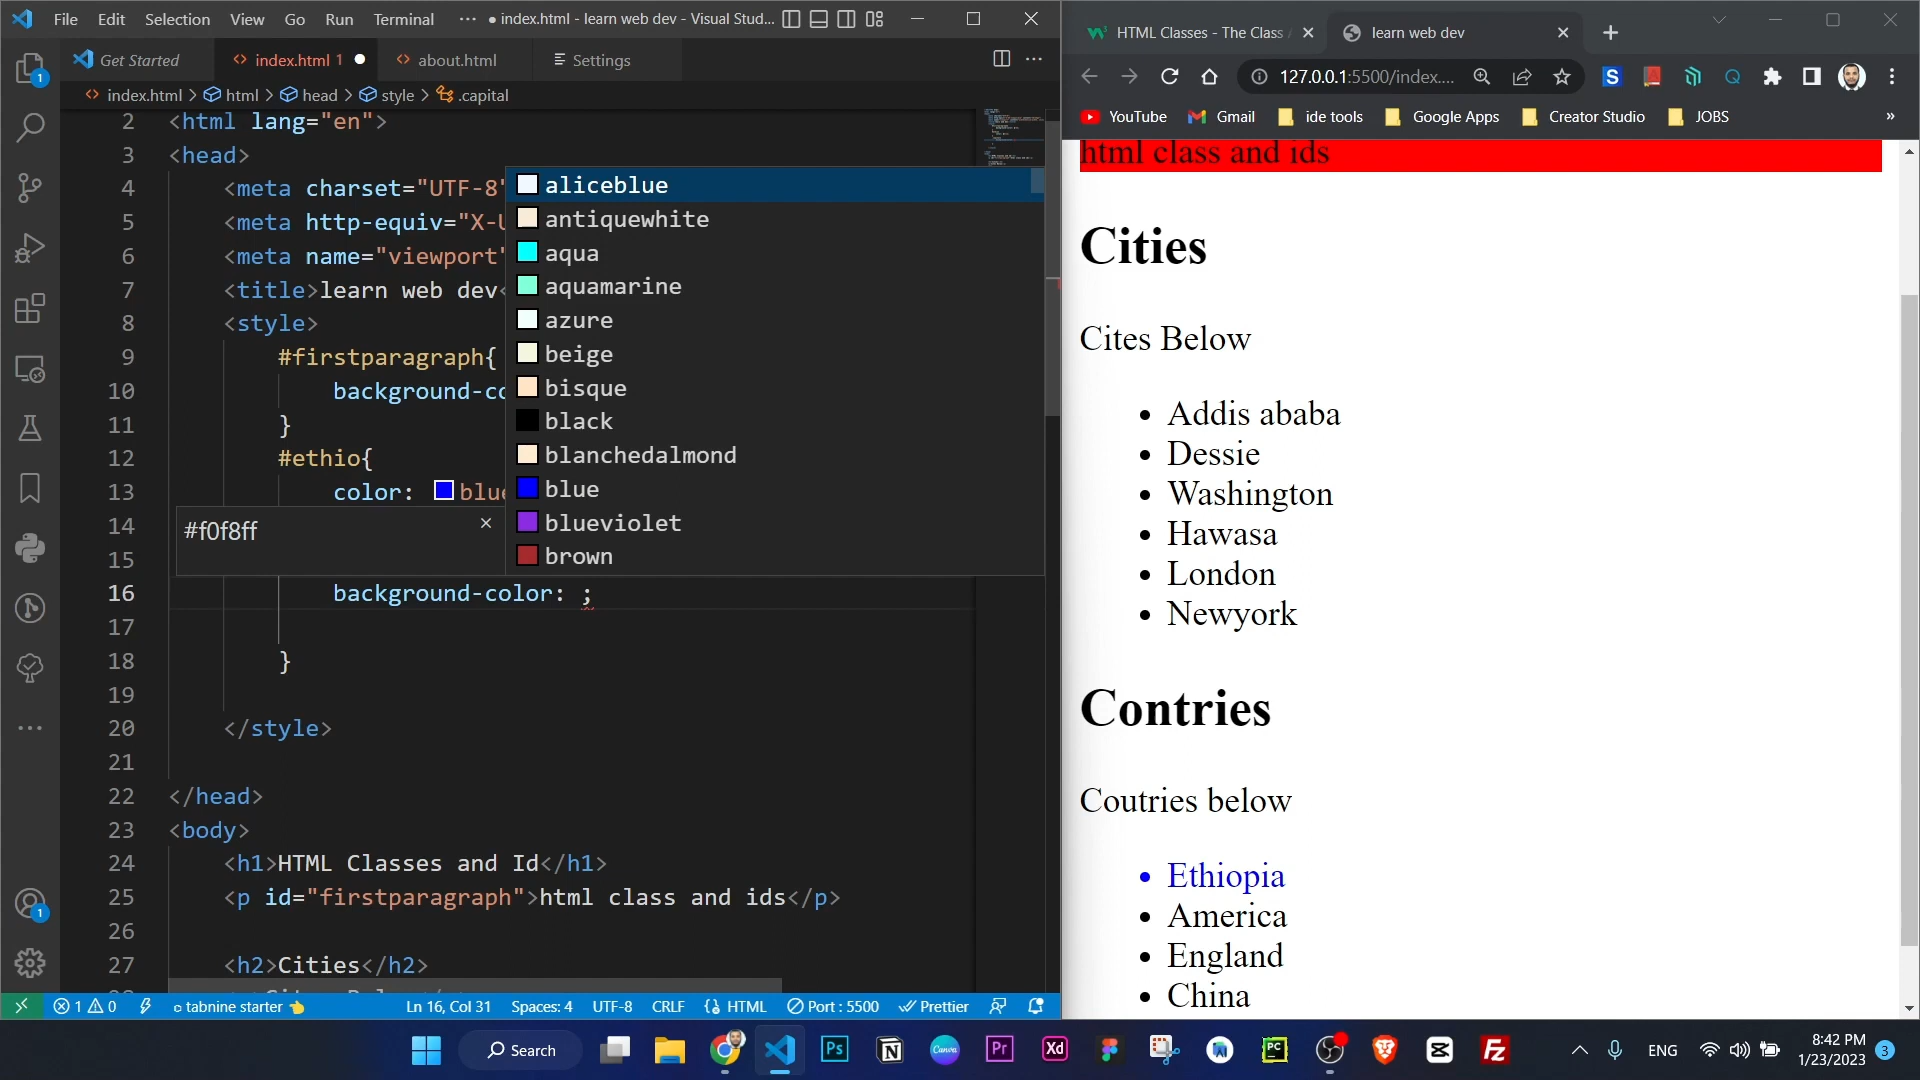 File Edit Selection View Go Run Terminal ··· ● index.html - learn web dev - Visual Stud...
Get Started <> index.html 1 ● <> about.html Settings ···
<> index.html > html > head > style > .capital
2 <html lang="en">
3 <head>
4 <meta charset="UTF-8"
5 <meta http-equiv="X-U
6 <meta name="viewport"
7 <title>learn web dev<
8 <style>
9 #firstparagraph{
10 background-co
11 }
12 #ethio{
13 color: blue
14
15
16 background-color: ;
17
18 }
19
20 </style>
21
22 </head>
23 <body>
24 <h1>HTML Classes and Id</h1>
25 <p id="firstparagraph">html class and ids</p>
26
27 <h2>Cities</h2>
aliceblue
antiquewhite
aqua
aquamarine
azure
beige
bisque
black
blanchedalmond
blue
blueviolet
brown
#f0f8ff ×
1
1
1 0 tabnine starter Ln 16, Col 31 Spaces: 4 UTF-8 CRLF HTML Port : 5500 Prettier
HTML Classes - The Class learn web dev
127.0.0.1:5500/index....
YouTube Gmail ide tools Google Apps Creator Studio JOBS »
html class and ids
Cities
Cites Below
Addis ababa
Dessie
Washington
Hawasa
London
Newyork
Contries
Coutries below
Ethiopia
America
England
China
Search Ps Canva Pr Xd PC FZ ENG 8:42 PM
1/23/2023 3